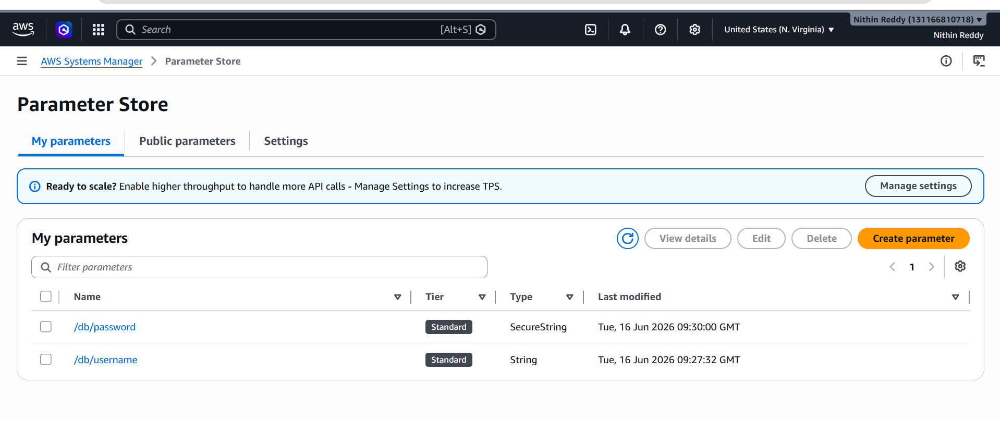 aws
Search [Alt+S]
United States (N. Virginia)
Nithin Reddy (131166810718)
Nithin Reddy
AWS Systems Manager
Parameter Store
Parameter Store
My parameters
Public parameters
Settings
Ready to scale? Enable higher throughput to handle more API calls - Manage Settings to increase TPS.
Manage settings
My parameters
View details
Edit
Delete
Create parameter
Filter parameters
1
Name Tier Type Last modified
/db/password Standard SecureString Tue, 16 Jun 2026 09:30:00 GMT
/db/username Standard String Tue, 16 Jun 2026 09:27:32 GMT